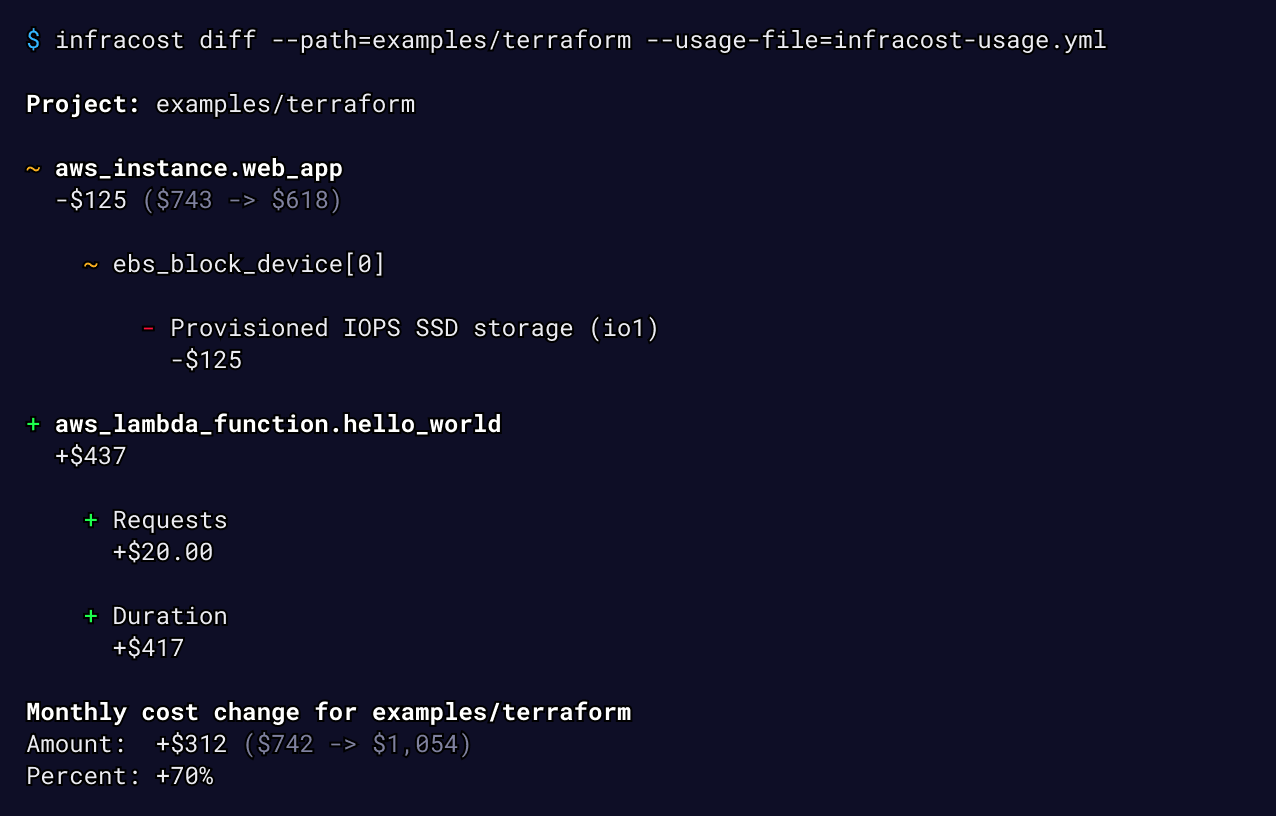 $ infracost diff --path=examples/terraform --usage-file=infracost-usage.yml
Project: examples/terraform
~ aws_instance.web_app
-$125 ($743 -> $618)
~ ebs_block_device[0]
- Provisioned IOPS SSD storage (io1)
-$125
+ aws_lambda_function.hello_world
+$437
+ Requests
+$20.00
+ Duration
+$417
Monthly cost change for examples/terraform
Amount:  +$312 ($742 -> $1,054)
Percent: +70%